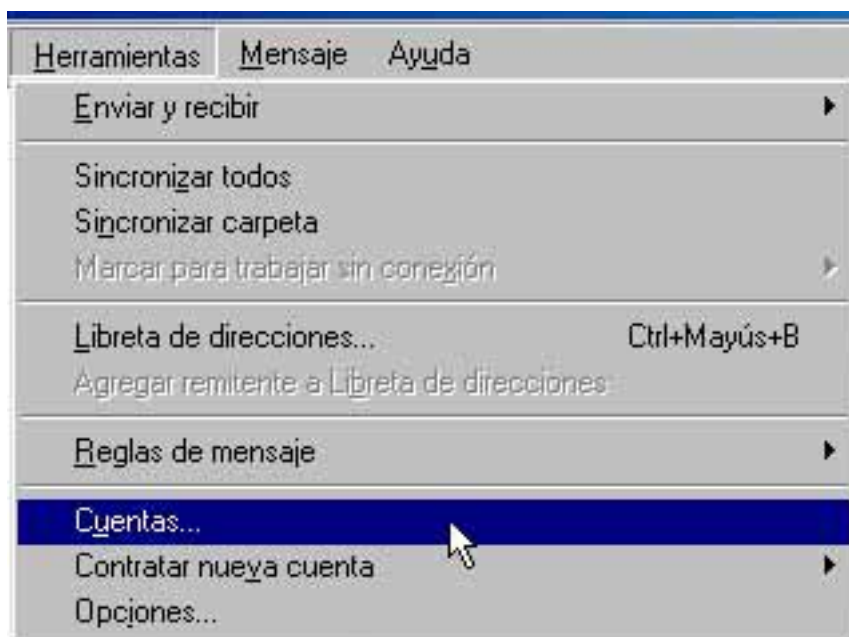 Herramientas Mensaje Ayuda
Enviar y recibir
Sincronizar todos
Sincronizar carpeta
Marcar para trabajar sin conexión
Libreta de direcciones... Ctrl+Mayús+B
Agregar remitente a Libreta de direcciones
Reglas de mensaje
Cuentas...
Contratar nueva cuenta
Opciones...